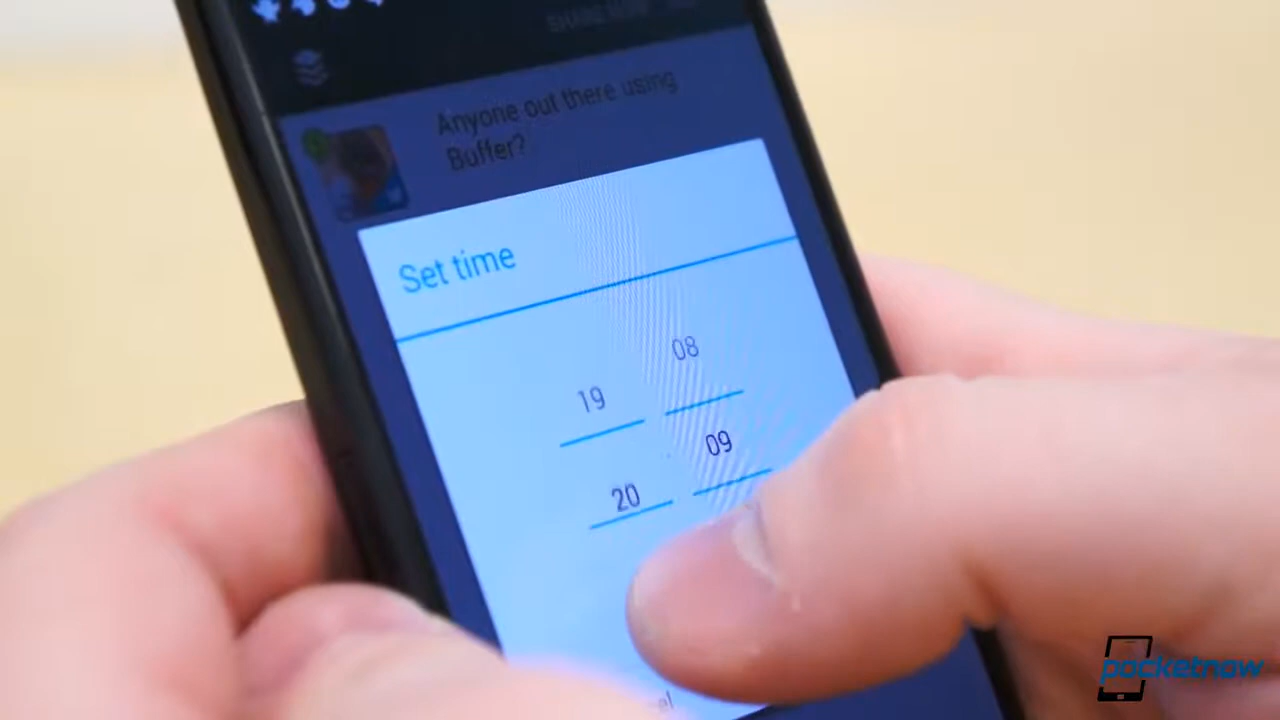 Anyone out there using
Buffer?
Set time
08
19
09
20
pocketnow